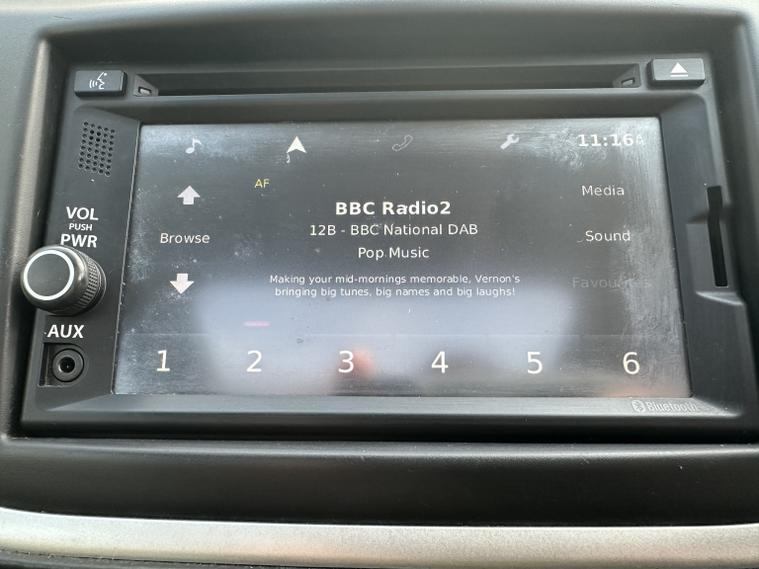 11:16
AF
Media
BBC Radio2
VOL
PUSH
PWR
12B - BBC National DAB
Browse
Sound
Pop Music
Making your mid-mornings memorable, Vernon's
bringing big tunes, big names and big laughs!
Favourites
AUX
1 2 3 4 5 6
Bluetooth